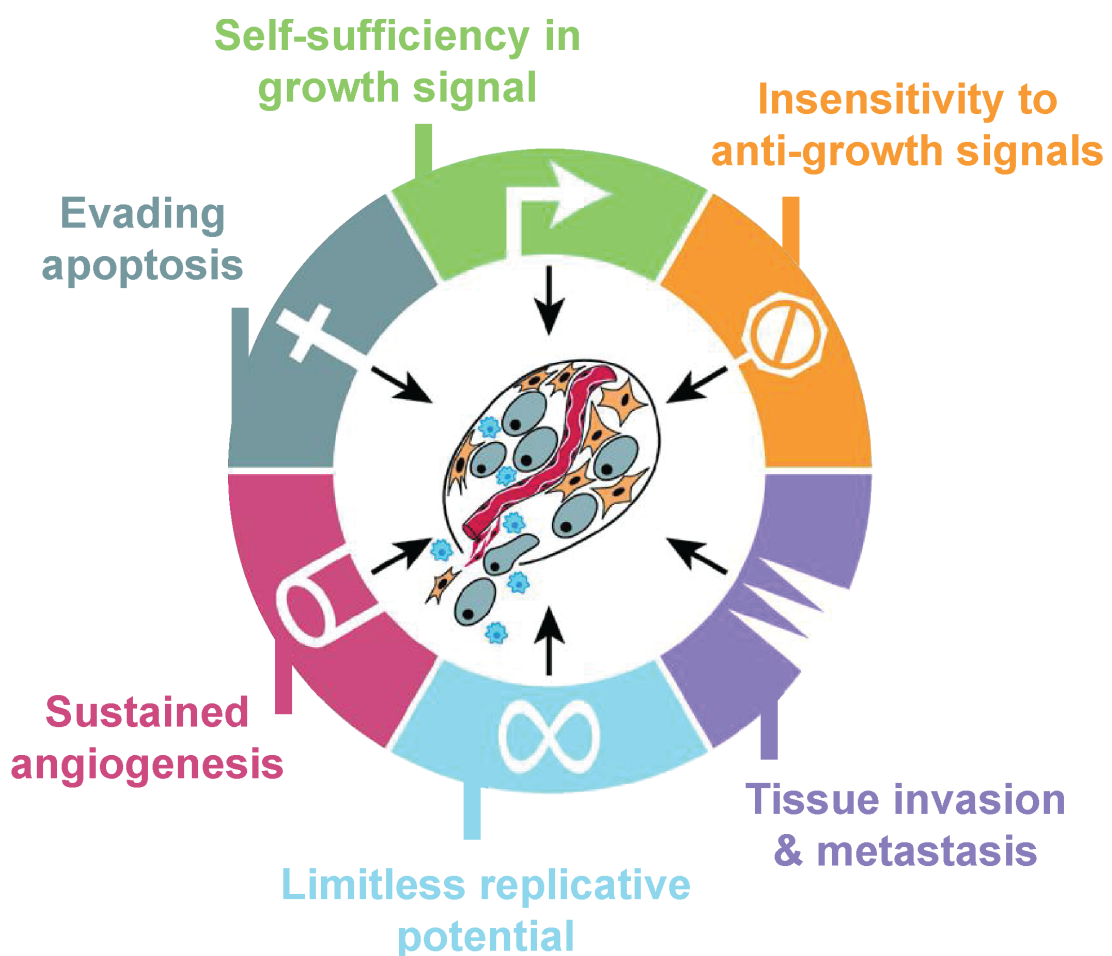 Self-sufficiency in
growth signal
Insensitivity to
anti-growth signals
Evading
apoptosis
Sustained
angiogenesis
Tissue invasion
& metastasis
Limitless replicative
potential